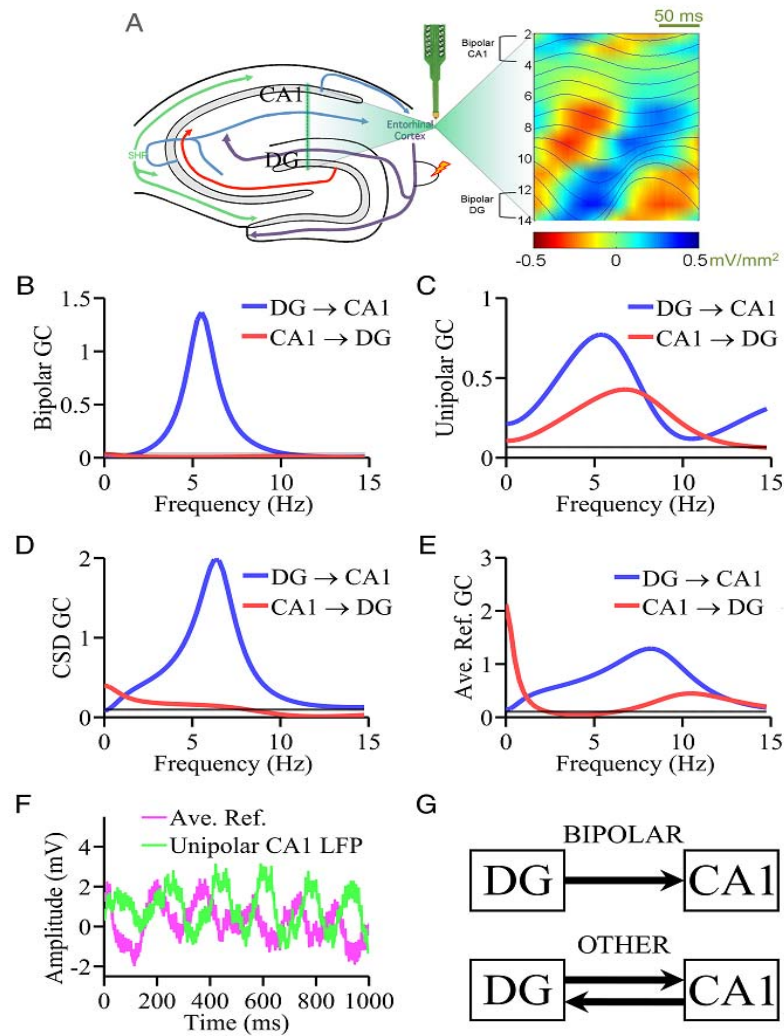 A
50 ms
Bipolar
CA1
2
4
6
8
9
10
12
14
Bipolar
DG
CA1
DG
SHF
Entorhinal
Cortex
-0.5 0 0.5 mV/mm²
B
1.5
1
0.5
0
Bipolar GC
DG → CA1
CA1 → DG
0 5 10 15
Frequency (Hz)
C
1
0.5
0
Unipolar GC
DG → CA1
CA1 → DG
0 5 10 15
Frequency (Hz)
D
2
1
0
CSD GC
DG → CA1
CA1 → DG
0 5 10 15
Frequency (Hz)
E
3
2
1
0
Ave. Ref. GC
DG → CA1
CA1 → DG
0 5 10 15
Frequency (Hz)
F
Ave. Ref.
Unipolar CA1 LFP
4
2
0
-2
Amplitude (mV)
0 200 400 600 800 1000
Time (ms)
G
BIPOLAR
DG CA1
OTHER
DG CA1